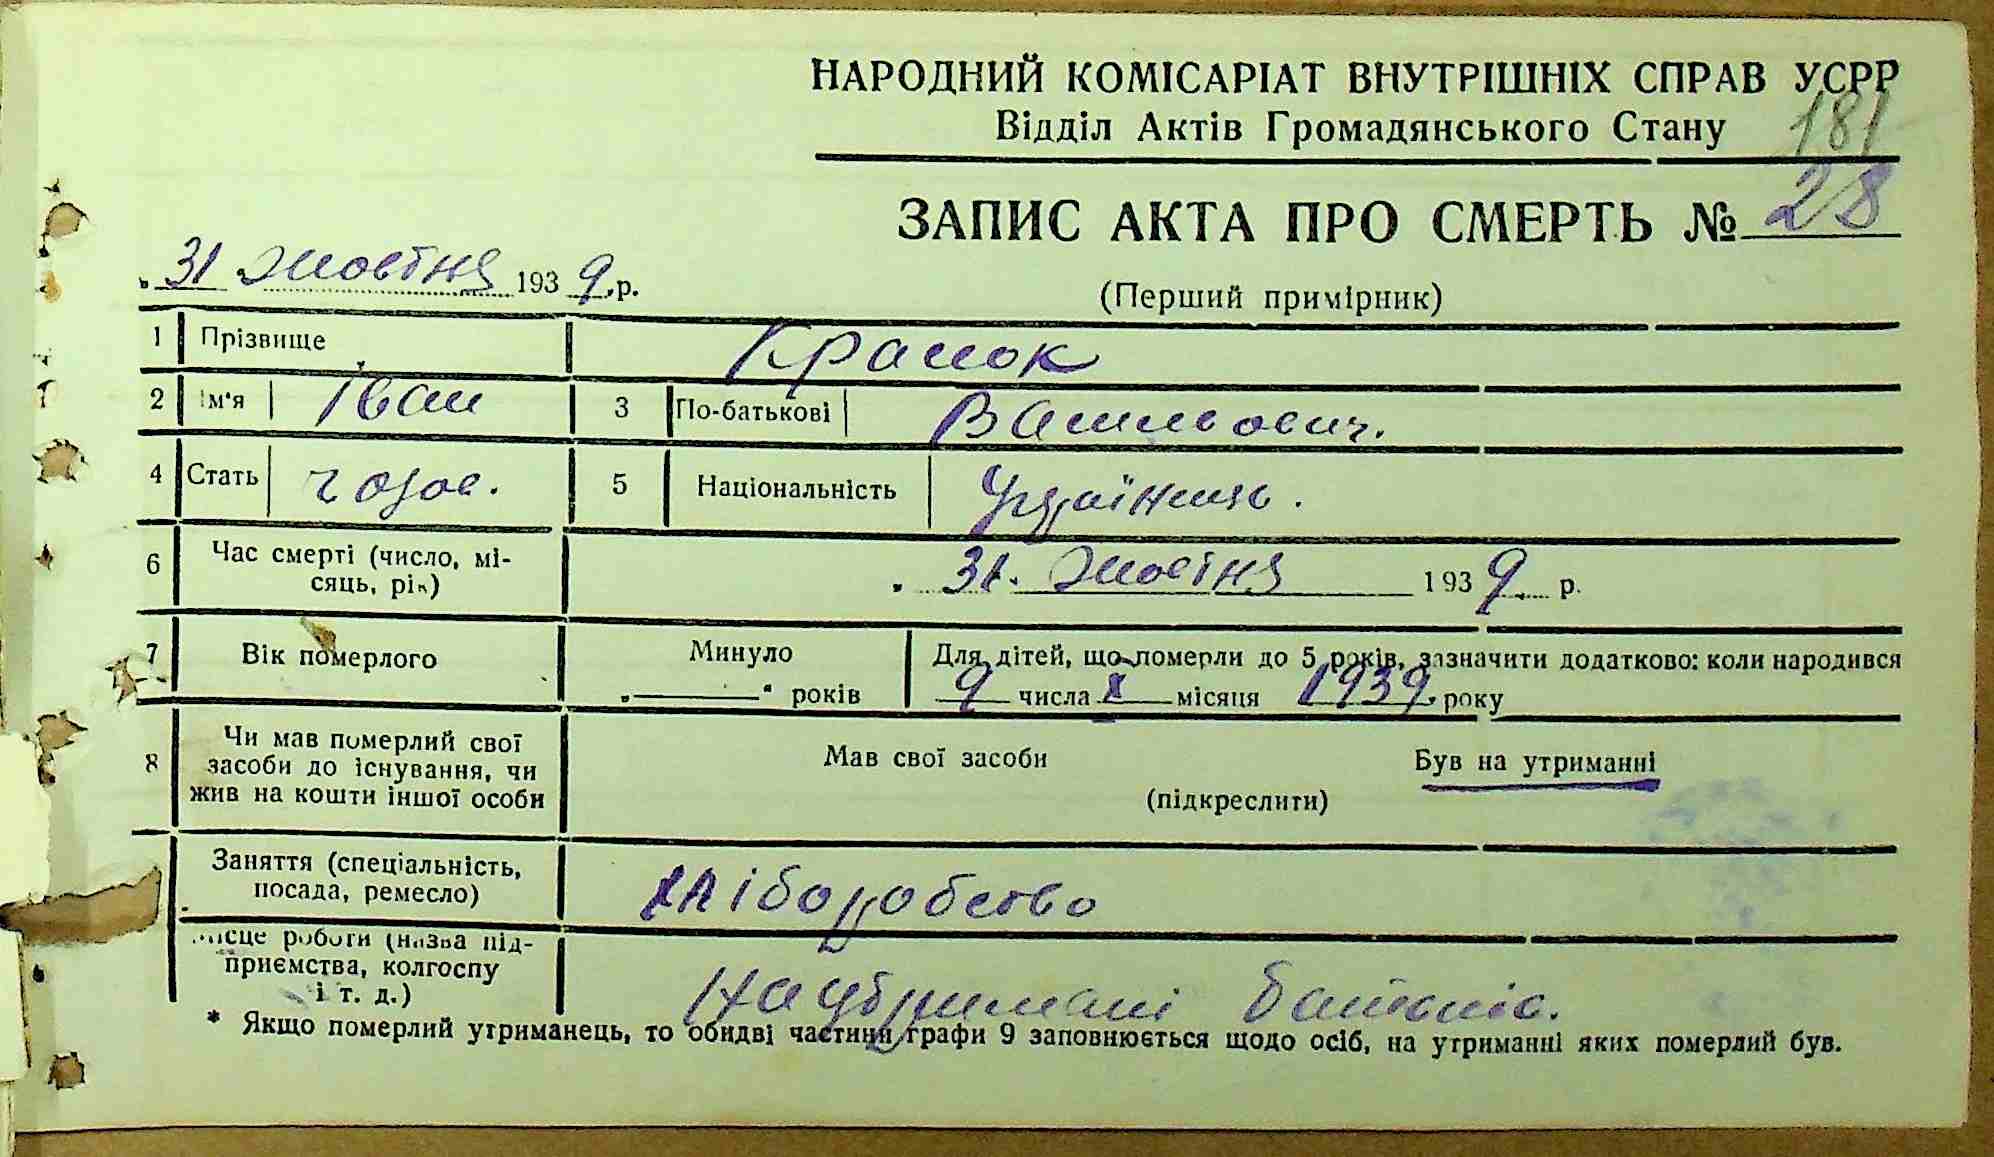 НАРОДНИЙ КОМІСАРІАТ ВНУТРІШНІХ СПРАВ УСРР
Відділ Актів Громадянського Стану
181
ЗАПИС АКТА ПРО СМЕРТЬ № 28
„31" Жовтня 1939 р.
(Перший примірник)
1 Прізвище
2 Ім'я Іван 3 По-батькові Васильович.
4 Стать чолов. 5 Національність Українець.
6 Час смерті (число, мі-
сяць, рік) „31" Жовтня 1939 р.
7 Вік померлого Минуло
„—" років
Для дітей, що померли до 5 років, зазначити додатково: коли народився
9 числа X місяця 1939 року
8 Чи мав померлий свої
засоби до існування, чи
жив на кошти іншої особи
Мав свої засоби Був на утриманні
(підкреслити)
Заняття (спеціальність,
посада, ремесло) хліборобство
Місце роботи (назва під-
приємства, колгоспу
і т. д.) На утримані батьків.
* Якщо померлий утриманець, то обидві частини графи 9 заповнюється щодо осіб, на утриманні яких померлий був.